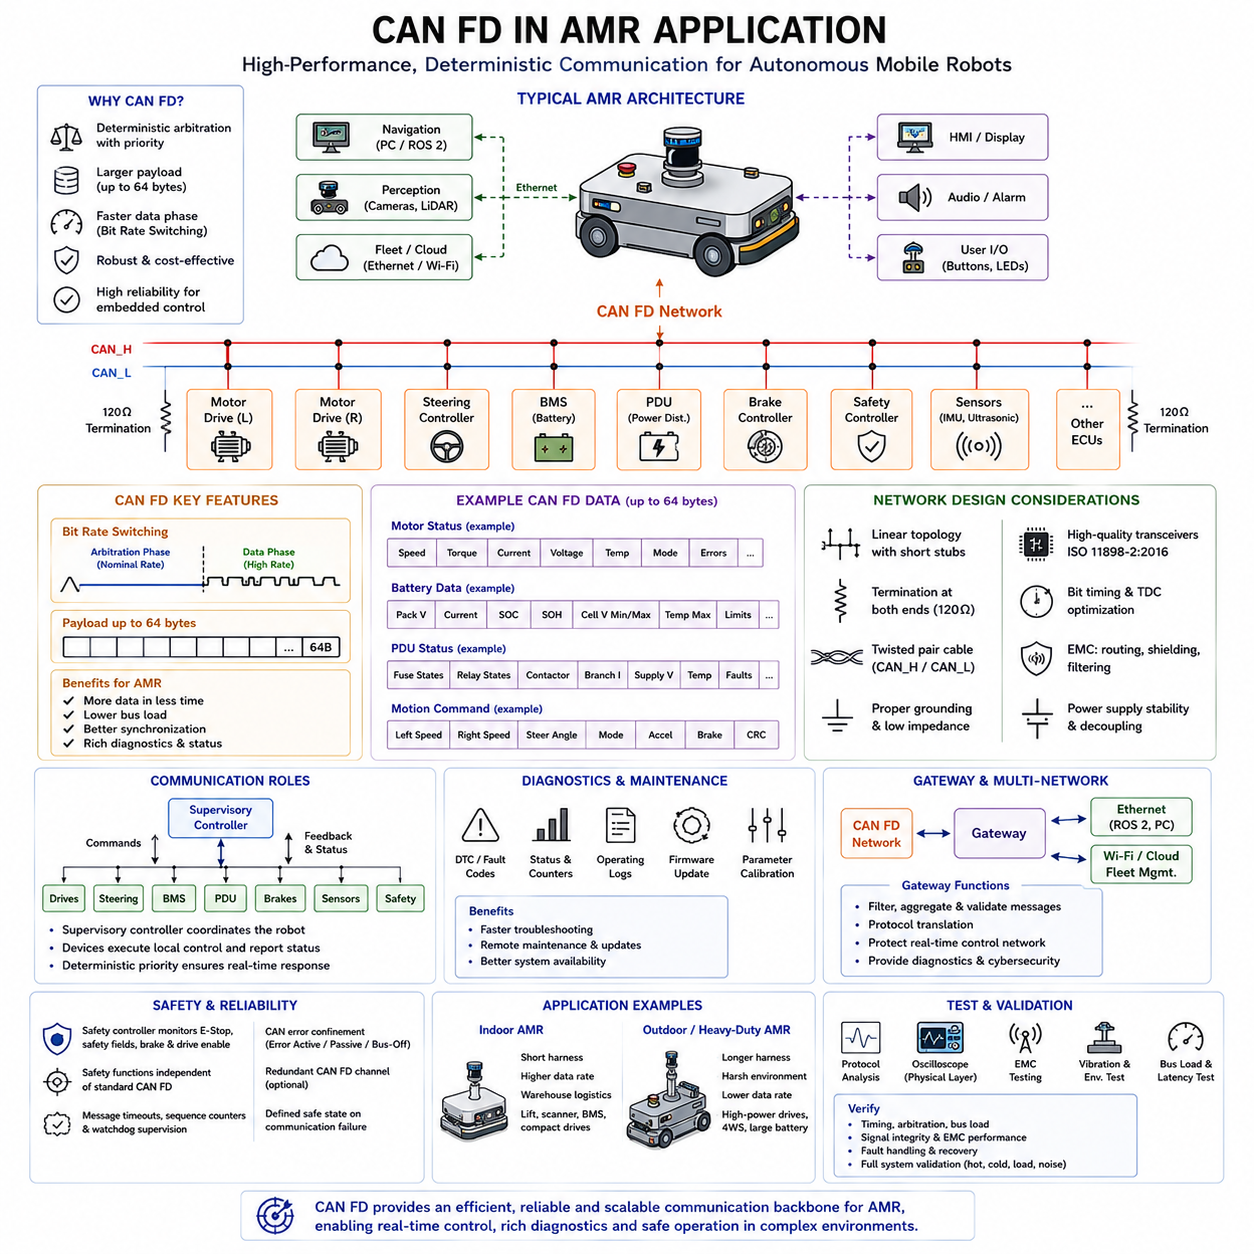 CAN FD IN AMR APPLICATION
High-Performance, Deterministic Communication for Autonomous Mobile Robots
WHY CAN FD?
Deterministic arbitration
with priority
Larger payload
(up to 64 bytes)
Faster data phase
(Bit Rate Switching)
Robust & cost-effective
High reliability for
embedded control
TYPICAL AMR ARCHITECTURE
Navigation
(PC / ROS 2)
Perception
(Cameras, LiDAR)
Fleet / Cloud
(Ethernet / Wi-Fi)
Ethernet
HMI / Display
Audio / Alarm
User I/O
(Buttons, LEDs)
CAN FD Network
CAN_H
CAN_L
120Ω
Termination
Motor
Drive (L)
Motor
Drive (R)
Steering
Controller
BMS
(Battery)
PDU
(Power Dist.)
Brake
Controller
Safety
Controller
Sensors
(IMU, Ultrasonic)
...
Other
ECUs
120Ω
Termination
CAN FD KEY FEATURES
Bit Rate Switching
Arbitration Phase
(Nominal Rate)
Data Phase
(High Rate)
Payload up to 64 bytes
... 64B
Benefits for AMR
More data in less time
Lower bus load
Better synchronization
Rich diagnostics & status
EXAMPLE CAN FD DATA (up to 64 bytes)
Motor Status (example)
Speed Torque Current Voltage Temp Mode Errors ...
Battery Data (example)
Pack V Current SOC SOH Cell V Min/Max Temp Max Limits ...
PDU Status (example)
Fuse States Relay States Contactor Branch I Supply V Temp Faults ...
Motion Command (example)
Left Speed Right Speed Steer Angle Mode Accel Brake CRC
NETWORK DESIGN CONSIDERATIONS
Linear topology
with short stubs
Termination at
both ends (120Ω)
Twisted pair cable
(CAN_H / CAN_L)
Proper grounding
& low impedance
High-quality transceivers
ISO 11898-2:2016
Bit timing & TDC
optimization
EMC: routing, shielding,
filtering
Power supply stability
& decoupling
COMMUNICATION ROLES
Supervisory
Controller
Commands
Feedback
& Status
Drives Steering BMS PDU Brakes Sensors Safety
• Supervisory controller coordinates the robot
• Devices execute local control and report status
• Deterministic priority ensures real-time response
DIAGNOSTICS & MAINTENANCE
DTC / Fault
Codes
Status &
Counters
Operating
Logs
Firmware
Update
Parameter
Calibration
Benefits
• Faster troubleshooting
• Remote maintenance & updates
• Better system availability
GATEWAY & MULTI-NETWORK
CAN FD
Network
Gateway
Ethernet
(ROS 2, PC)
Wi-Fi / Cloud
Fleet Mgmt.
Gateway Functions
• Filter, aggregate & validate messages
• Protocol translation
• Protect real-time control network
• Provide diagnostics & cybersecurity
SAFETY & RELIABILITY
Safety controller monitors E-Stop,
safety fields, brake & drive enable
Safety functions independent
of standard CAN FD
Message timeouts, sequence counters
& watchdog supervision
CAN error confinement
(Error Active / Passive / Bus-Off)
Redundant CAN FD channel
(optional)
Defined safe state on
communication failure
APPLICATION EXAMPLES
Indoor AMR
Short harness
Higher data rate
Warehouse logistics
Lift, scanner, BMS,
compact drives
Outdoor / Heavy-Duty AMR
Longer harness
Harsh environment
Lower data rate
High-power drives,
4WS, large battery
TEST & VALIDATION
Protocol
Analysis
Oscilloscope
(Physical Layer)
EMC
Testing
Vibration &
Env. Test
Bus Load &
Latency Test
Verify
• Timing, arbitration, bus load
• Signal integrity & EMC performance
• Fault handling & recovery
• Full system validation (hot, cold, load, noise)
CAN FD provides an efficient, reliable and scalable communication backbone for AMR,
enabling real-time control, rich diagnostics and safe operation in complex environments.